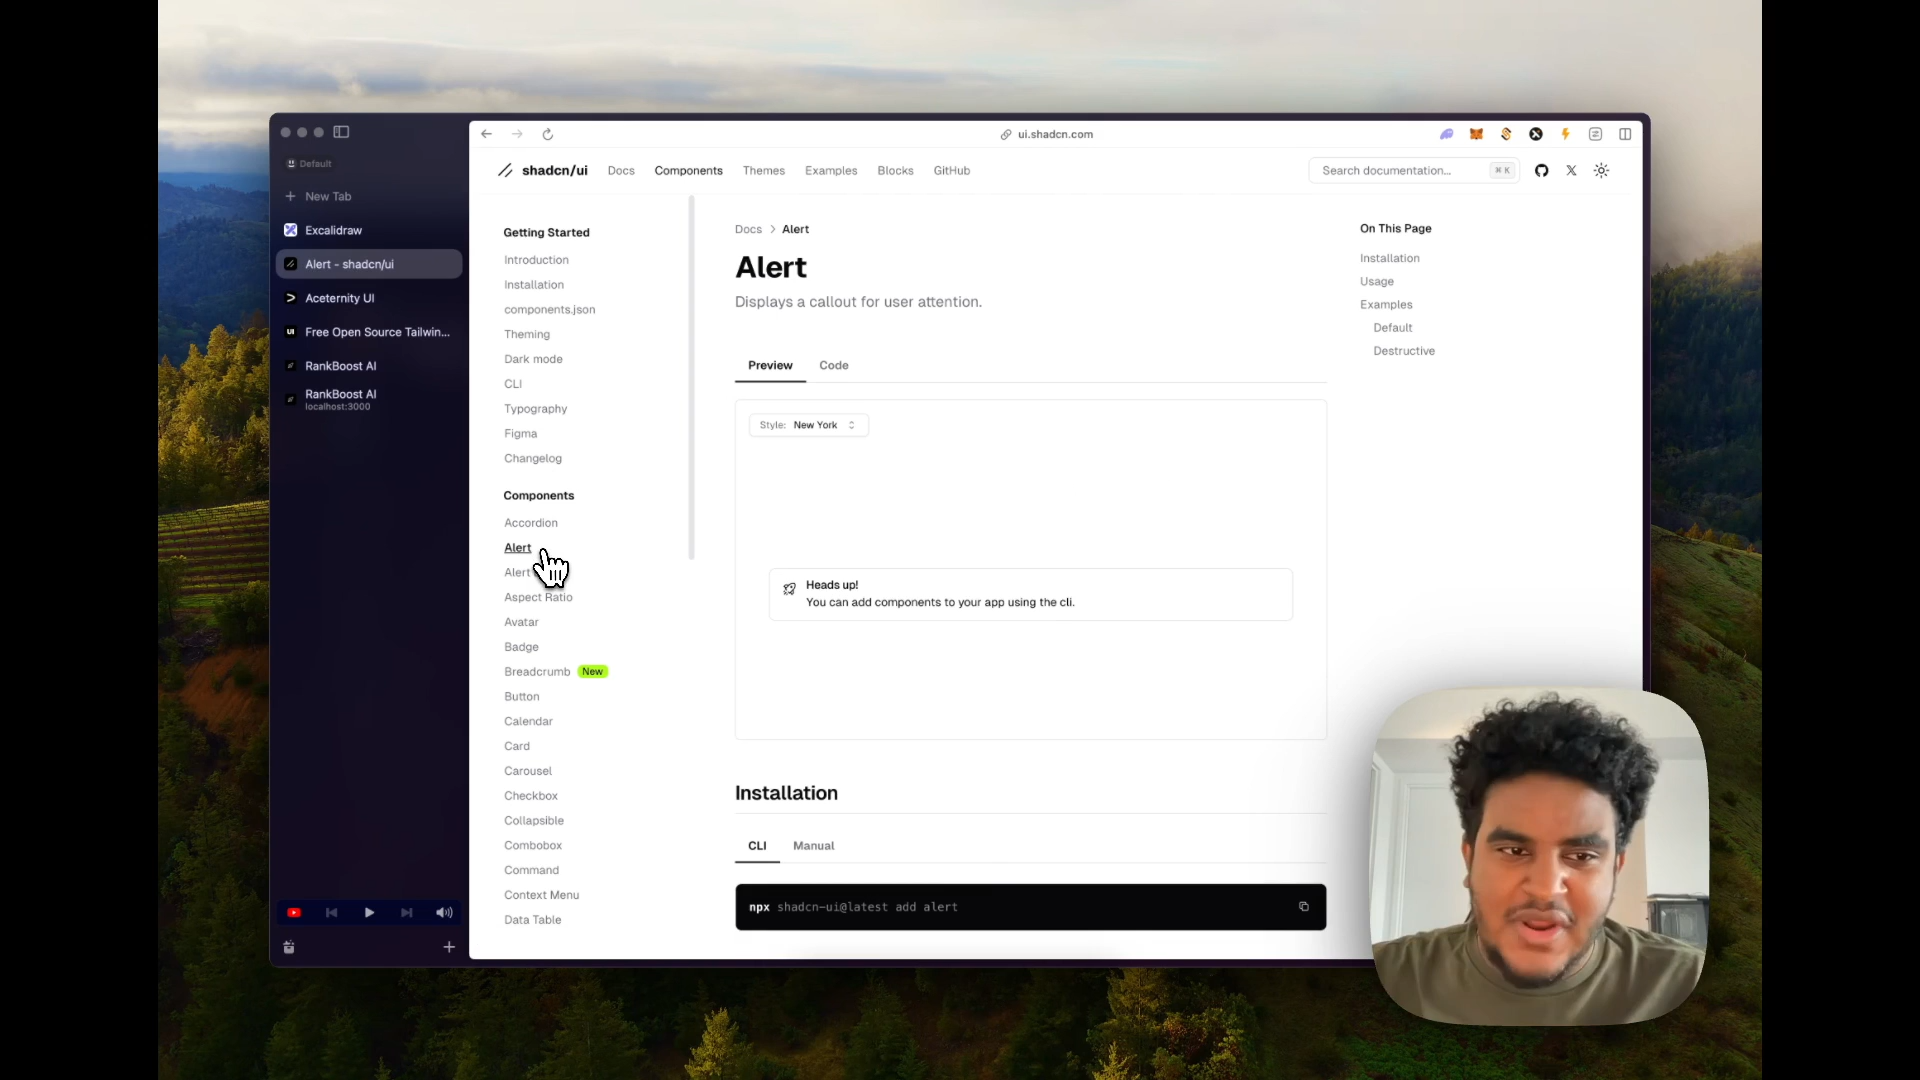 Default
New Tab
Excalidraw
Alert - shadcn/ui
Aceternity UI
Free Open Source Tailwin...
RankBoost AI
RankBoost AI
localhost:3000
ui.shadcn.com
shadcn/ui
Docs
Components
Themes
Examples
Blocks
GitHub
Search documentation...
⌘ K
Getting Started
Introduction
Installation
components.json
Theming
Dark mode
CLI
Typography
Figma
Changelog
Components
Accordion
Alert
Alert
Aspect Ratio
Avatar
Badge
Breadcrumb New
Button
Calendar
Card
Carousel
Checkbox
Collapsible
Combobox
Command
Context Menu
Data Table
Docs > Alert
Alert
Displays a callout for user attention.
Preview
Code
Style: New York
Heads up!
You can add components to your app using the cli.
Installation
CLI
Manual
npx shadcn-ui@latest add alert
On This Page
Installation
Usage
Examples
Default
Destructive